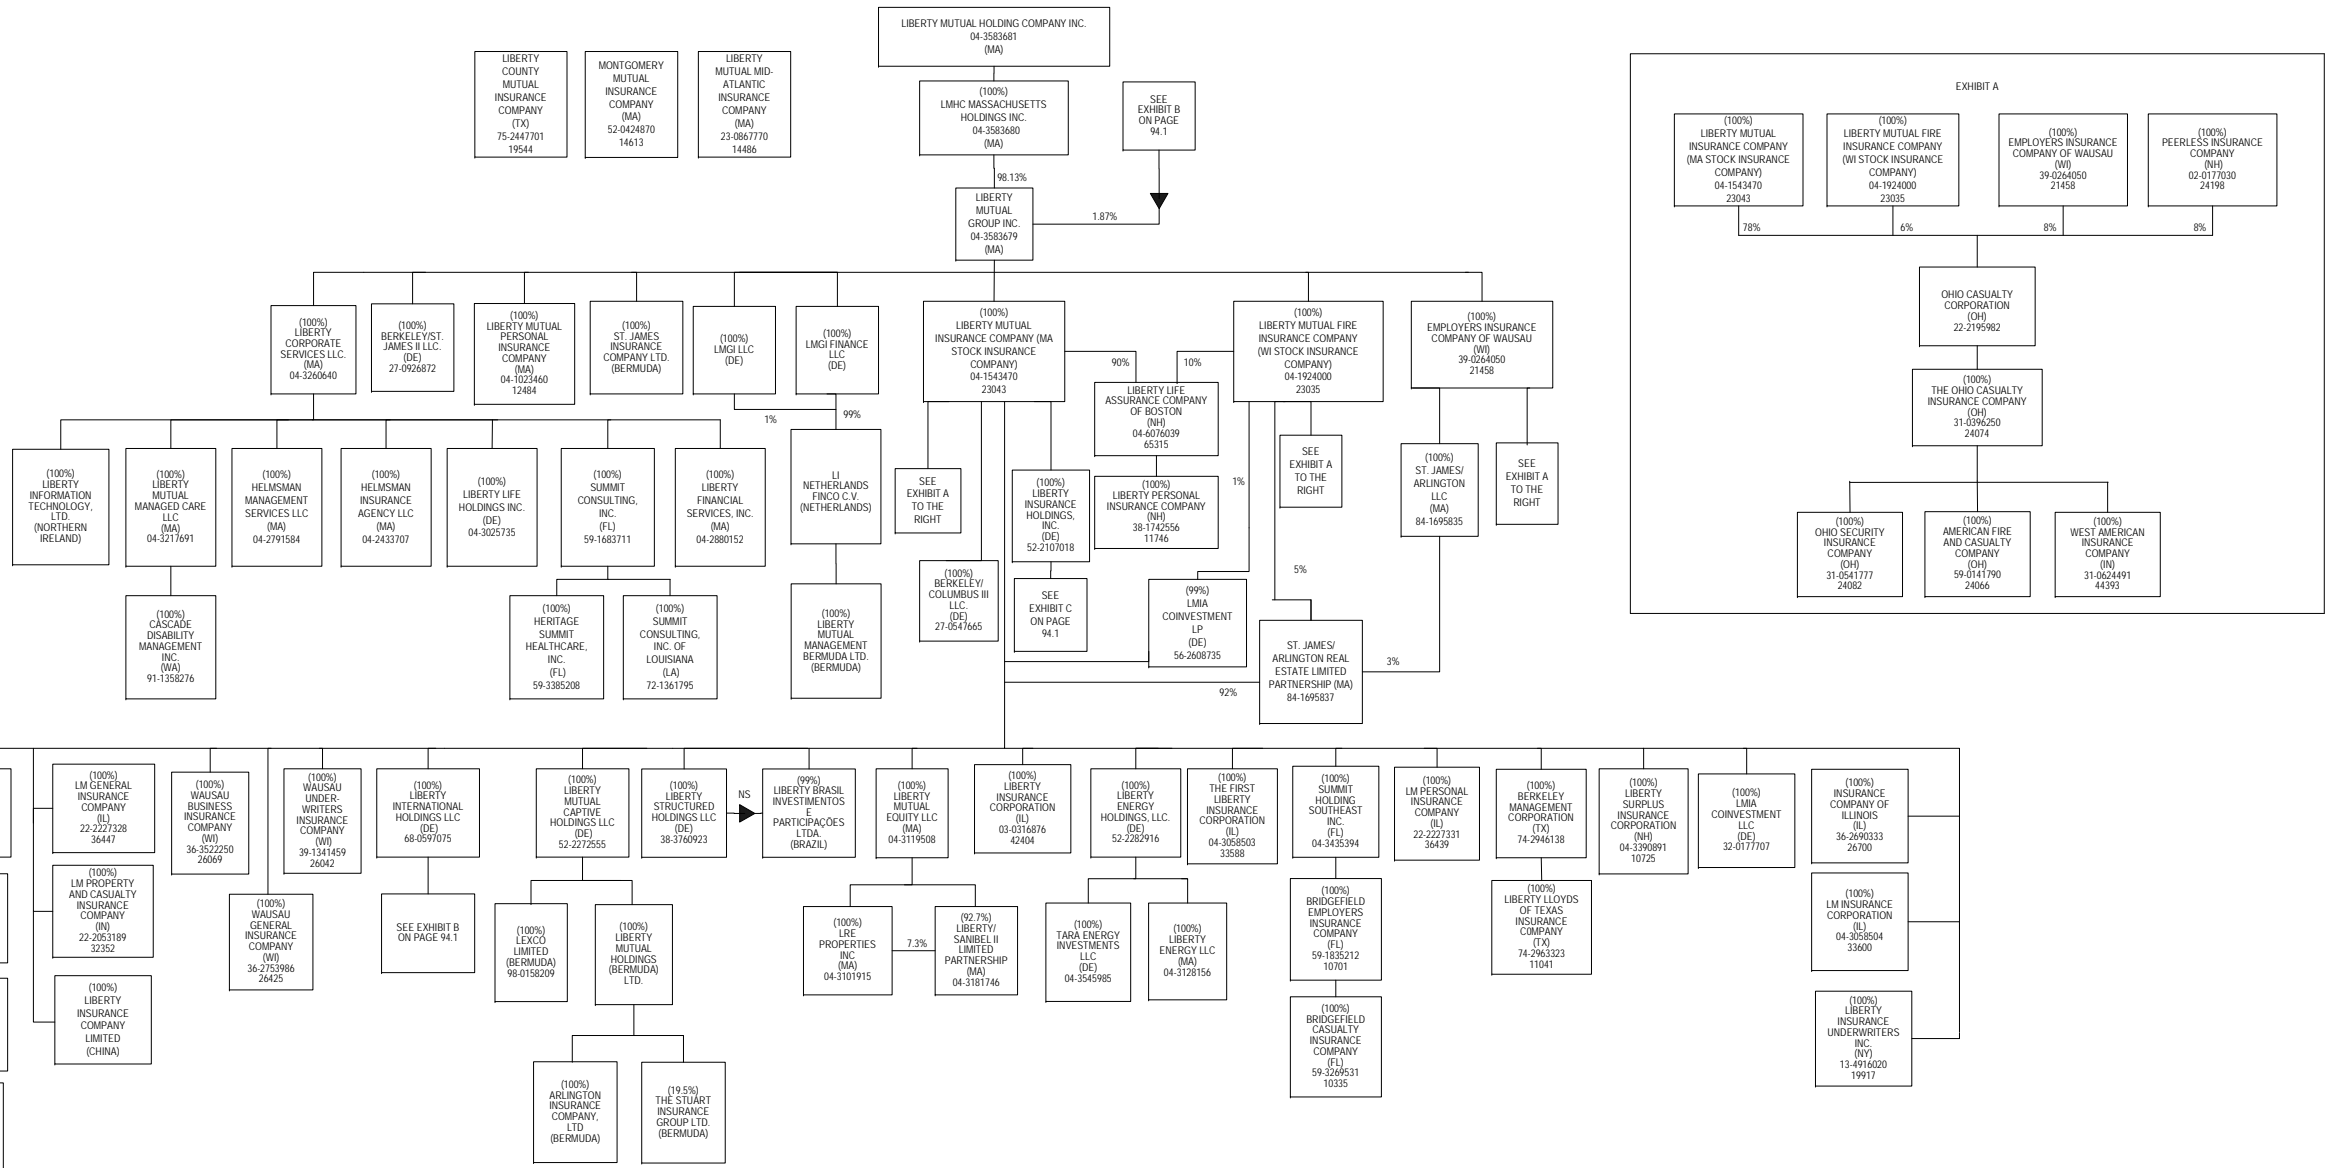 LIBERTY MUTUAL HOLDING COMPANY INC.
04-3583681
(MA)
LIBERTY
COUNTY
MUTUAL
INSURANCE
COMPANY
(TX)
75-2447701
19544
MONTGOMERY
MUTUAL
INSURANCE
COMPANY
(MA)
52-0424870
14613
LIBERTY
MUTUAL MID-
ATLANTIC
INSURANCE
COMPANY
(MA)
23-0867770
14486
(100%)
LMHC MASSACHUSETTS
HOLDINGS INC.
04-3583680
(MA)
SEE
EXHIBIT B
ON PAGE
94.1
98.13%
LIBERTY
MUTUAL
GROUP INC.
04-3583679
(MA)
1.87%
EXHIBIT A
(100%)
LIBERTY MUTUAL
INSURANCE COMPANY
(MA STOCK INSURANCE
COMPANY)
04-1543470
23043
(100%)
LIBERTY MUTUAL FIRE
INSURANCE COMPANY
(WI STOCK INSURANCE
COMPANY)
04-1924000
23035
(100%)
EMPLOYERS INSURANCE
COMPANY OF WAUSAU
(WI)
39-0264050
21458
(100%)
PEERLESS INSURANCE
COMPANY
(NH)
02-0177030
24198
78%
6%
8%
8%
OHIO CASUALTY
CORPORATION
(OH)
22-2195982
(100%)
THE OHIO CASUALTY
INSURANCE COMPANY
(OH)
31-0396250
24074
(100%)
OHIO SECURITY
INSURANCE
COMPANY
(OH)
31-0541777
24082
(100%)
AMERICAN FIRE
AND CASUALTY
COMPANY
(OH)
59-0141790
24066
(100%)
WEST AMERICAN
INSURANCE
COMPANY
(IN)
31-0624491
44393
(100%)
LIBERTY
CORPORATE
SERVICES LLC.
(MA)
04-3260640
(100%)
BERKELEY/ST.
JAMES II LLC.
(DE)
27-0926872
(100%)
LIBERTY MUTUAL
PERSONAL
INSURANCE
COMPANY
(MA)
04-1023460
12484
(100%)
ST. JAMES
INSURANCE
COMPANY LTD.
(BERMUDA)
(100%)
LMGI LLC
(DE)
(100%)
LMGI FINANCE
LLC
(DE)
(100%)
LIBERTY MUTUAL
INSURANCE COMPANY (MA
STOCK INSURANCE
COMPANY)
04-1543470
23043
90%
10%
(100%)
LIBERTY MUTUAL FIRE
INSURANCE COMPANY
(WI STOCK INSURANCE
COMPANY)
04-1924000
23035
(100%)
EMPLOYERS INSURANCE
COMPANY OF WAUSAU
(WI)
39-0264050
21458
LIBERTY LIFE
ASSURANCE COMPANY
OF BOSTON
(NH)
04-6076039
65315
1%
99%
(100%)
LIBERTY
INFORMATION
TECHNOLOGY,
LTD.
(NORTHERN
IRELAND)
(100%)
LIBERTY
MUTUAL
MANAGED CARE
LLC
(MA)
04-3217691
(100%)
HELMSMAN
MANAGEMENT
SERVICES LLC
(MA)
04-2791584
(100%)
HELMSMAN
INSURANCE
AGENCY LLC
(MA)
04-2433707
(100%)
LIBERTY LIFE
HOLDINGS INC.
(DE)
04-3025735
(100%)
SUMMIT
CONSULTING,
INC.
(FL)
59-1683711
(100%)
LIBERTY
FINANCIAL
SERVICES, INC.
(MA)
04-2880152
LI
NETHERLANDS
FINCO C.V.
(NETHERLANDS)
SEE
EXHIBIT A
TO THE
RIGHT
(100%)
LIBERTY
INSURANCE
HOLDINGS,
INC.
(DE)
52-2107018
(100%)
LIBERTY PERSONAL
INSURANCE COMPANY
(NH)
38-1742556
11746
1%
SEE
EXHIBIT A
TO THE
RIGHT
(100%)
ST. JAMES/
ARLINGTON
LLC
(MA)
84-1695835
SEE
EXHIBIT A
TO THE
RIGHT
(100%)
CASCADE
DISABILITY
MANAGEMENT
INC.
(WA)
91-1358276
(100%)
HERITAGE
SUMMIT
HEALTHCARE,
INC.
(FL)
59-3385208
(100%)
SUMMIT
CONSULTING,
INC. OF
LOUISIANA
(LA)
72-1361795
(100%)
LIBERTY
MUTUAL
MANAGEMENT
BERMUDA LTD.
(BERMUDA)
(100%)
BERKELEY/
COLUMBUS III
LLC.
(DE)
27-0547665
SEE
EXHIBIT C
ON PAGE
94.1
(99%)
LMIA
COINVESTMENT
LP
(DE)
56-2608735
5%
ST. JAMES/
ARLINGTON REAL
ESTATE LIMITED
PARTNERSHIP (MA)
84-1695837
3%
92%
(100%)
LM GENERAL
INSURANCE
COMPANY
(IL)
22-2227328
36447
(100%)
WAUSAU
BUSINESS
INSURANCE
COMPANY
(WI)
36-3522250
26069
(100%)
WAUSAU
UNDER-
WRITERS
INSURANCE
COMPANY
(WI)
39-1341459
26042
(100%)
LIBERTY
INTERNATIONAL
HOLDINGS LLC
(DE)
68-0597075
(100%)
LIBERTY
MUTUAL
CAPTIVE
HOLDINGS LLC
(DE)
52-2272555
(100%)
LIBERTY
STRUCTURED
HOLDINGS LLC
(DE)
38-3760923
NS
(99%)
LIBERTY BRASIL
INVESTIMENTOS
E
PARTICIPAÇÕES
LTDA.
(BRAZIL)
(100%)
LIBERTY
MUTUAL
EQUITY LLC
(MA)
04-3119508
(100%)
LIBERTY
INSURANCE
CORPORATION
(IL)
03-0316876
42404
(100%)
LIBERTY
ENERGY
HOLDINGS, LLC.
(DE)
52-2282916
(100%)
THE FIRST
LIBERTY
INSURANCE
CORPORATION
(IL)
04-3058503
33588
(100%)
SUMMIT
HOLDING
SOUTHEAST
INC.
(FL)
04-3435394
(100%)
LM PERSONAL
INSURANCE
COMPANY
(IL)
22-2227331
36439
(100%)
BERKELEY
MANAGEMENT
CORPORATION
(TX)
74-2946138
(100%)
LIBERTY
SURPLUS
INSURANCE
CORPORATION
(NH)
04-3390891
10725
(100%)
LMIA
COINVESTMENT
LLC
(DE)
32-0177707
(100%)
INSURANCE
COMPANY OF
ILLINOIS
(IL)
36-2690333
26700
(100%)
LM PROPERTY
AND CASUALTY
INSURANCE
COMPANY
(IN)
22-2053189
32352
(100%)
WAUSAU
GENERAL
INSURANCE
COMPANY
(WI)
36-2753986
26425
SEE EXHIBIT B
ON PAGE 94.1
(100%)
LEXCO
LIMITED
(BERMUDA)
98-0158209
(100%)
LIBERTY
MUTUAL
HOLDINGS
(BERMUDA)
LTD.
(100%)
LRE
PROPERTIES
INC
(MA)
04-3101915
7.3%
(92.7%)
LIBERTY/
SANIBEL II
LIMITED
PARTNERSHIP
(MA)
04-3181746
(100%)
TARA ENERGY
INVESTMENTS
LLC
(DE)
04-3545985
(100%)
LIBERTY
ENERGY LLC
(MA)
04-3128156
(100%)
BRIDGEFIELD
EMPLOYERS
INSURANCE
COMPANY
(FL)
59-1835212
10701
(100%)
LIBERTY LLOYDS
OF TEXAS
INSURANCE
C0MPANY
(TX)
74-2963323
11041
(100%)
LM INSURANCE
CORPORATION
(IL)
04-3058504
33600
(100%)
LIBERTY
INSURANCE
COMPANY
LIMITED
(CHINA)
(100%)
BRIDGEFIELD
CASUALTY
INSURANCE
COMPANY
(FL)
59-3269531
10335
(100%)
LIBERTY
INSURANCE
UNDERWRITERS
INC.
(NY)
13-4916020
19917
(100%)
ARLINGTON
INSURANCE
COMPANY,
LTD
(BERMUDA)
(19.5%)
THE STUART
INSURANCE
GROUP LTD.
(BERMUDA)